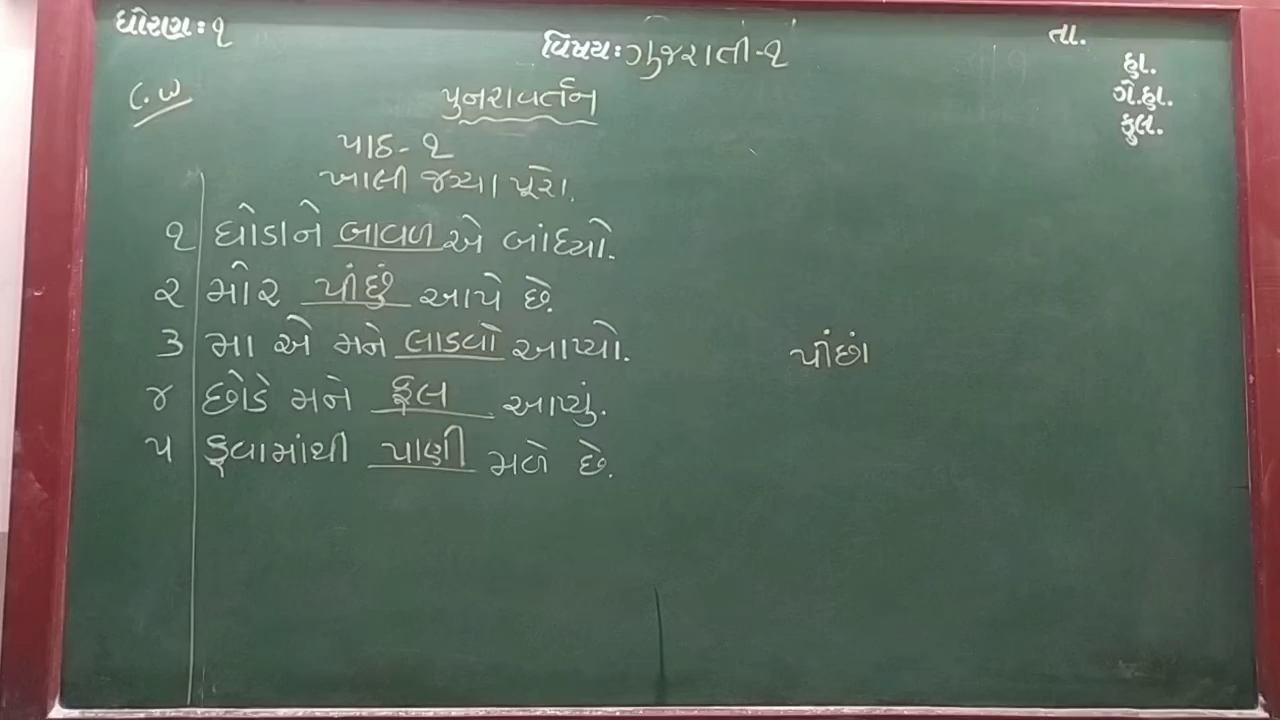 ધોરણ: ૧
વિષય: ગુજરાતી-૧
તા.
હા.
ગે.હા.
કુલ.
C.W
પુનરાવર્તન
પાઠ-૧
ખાલી જગ્યા પૂરો.
૧ ઘોડાને બાવળ એ બાંધ્યો.
૨ મોર પીંછું આપે છે.
૩ મા એ મને લાડવો આપ્યો.
૪ છોડે મને ફૂલ આપ્યું.
૫ કૂવામાંથી પાણી મળે છે.
પીંછાં